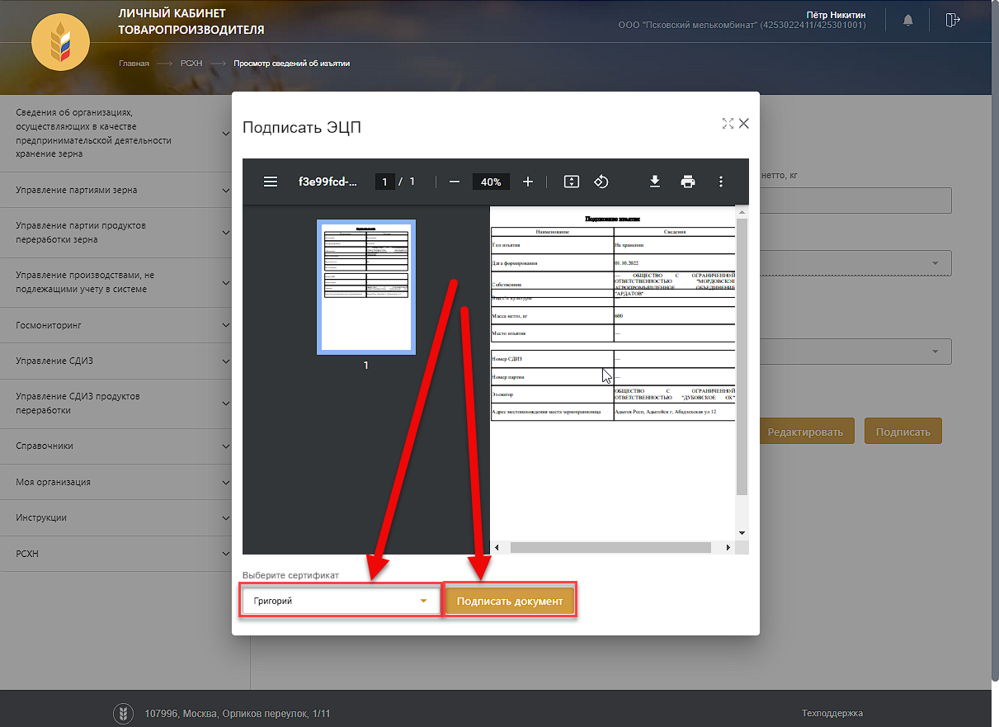 ЛИЧНЫЙ КАБИНЕТ
ТОВАРОПРОИЗВОДИТЕЛЯ
Пётр Никитин
ООО "Псковский мелькомбинат" (4253022411/425301001)
Главная
РСХН
Просмотр сведений об изъятии
Сведения об организациях,
осуществляющих в качестве
предпринимательской деятельности
хранение зерна
Управление партиями зерна
Управление партии продуктов
переработки зерна
Управление производствами, не
подлежащими учету в системе
Госмониторинг
Управление СДИЗ
Управление СДИЗ продуктов
переработки
Справочники
Моя организация
Инструкции
РСХН
нетто, кг
Редактировать
Подписать
Подписать ЭЦП
f3e99fcd-...
1 / 1
40%
1
Наименование Сведения
Тип изъятия На хранении
Дата формирования 01.10.2022
Собственник
— ОБЩЕСТВО С ОГРАНИЧЕННОЙ
ОТВЕТСТВЕННОСТЬЮ "МОРДОВСКОЕ
АГРОПРОМЫШЛЕННОЕ ОБЪЕДИНЕНИЕ
"АРДАТОВ"
Масса нетто, кг 600
Место изъятия —
Номер СДИЗ —
Номер партии —
Элеватор
ОБЩЕСТВО С ОГРАНИЧЕННОЙ
ОТВЕТСТВЕННОСТЬЮ "ДУБОВСКОЕ ОХ"
Адрес местонахождения места зернохранилища Адыгея Респ, Адыгейск г, Абадзехская ул 12
Выберите сертификат
Григорий
Подписать документ
107996, Москва, Орликов переулок, 1/11
Техподдержка